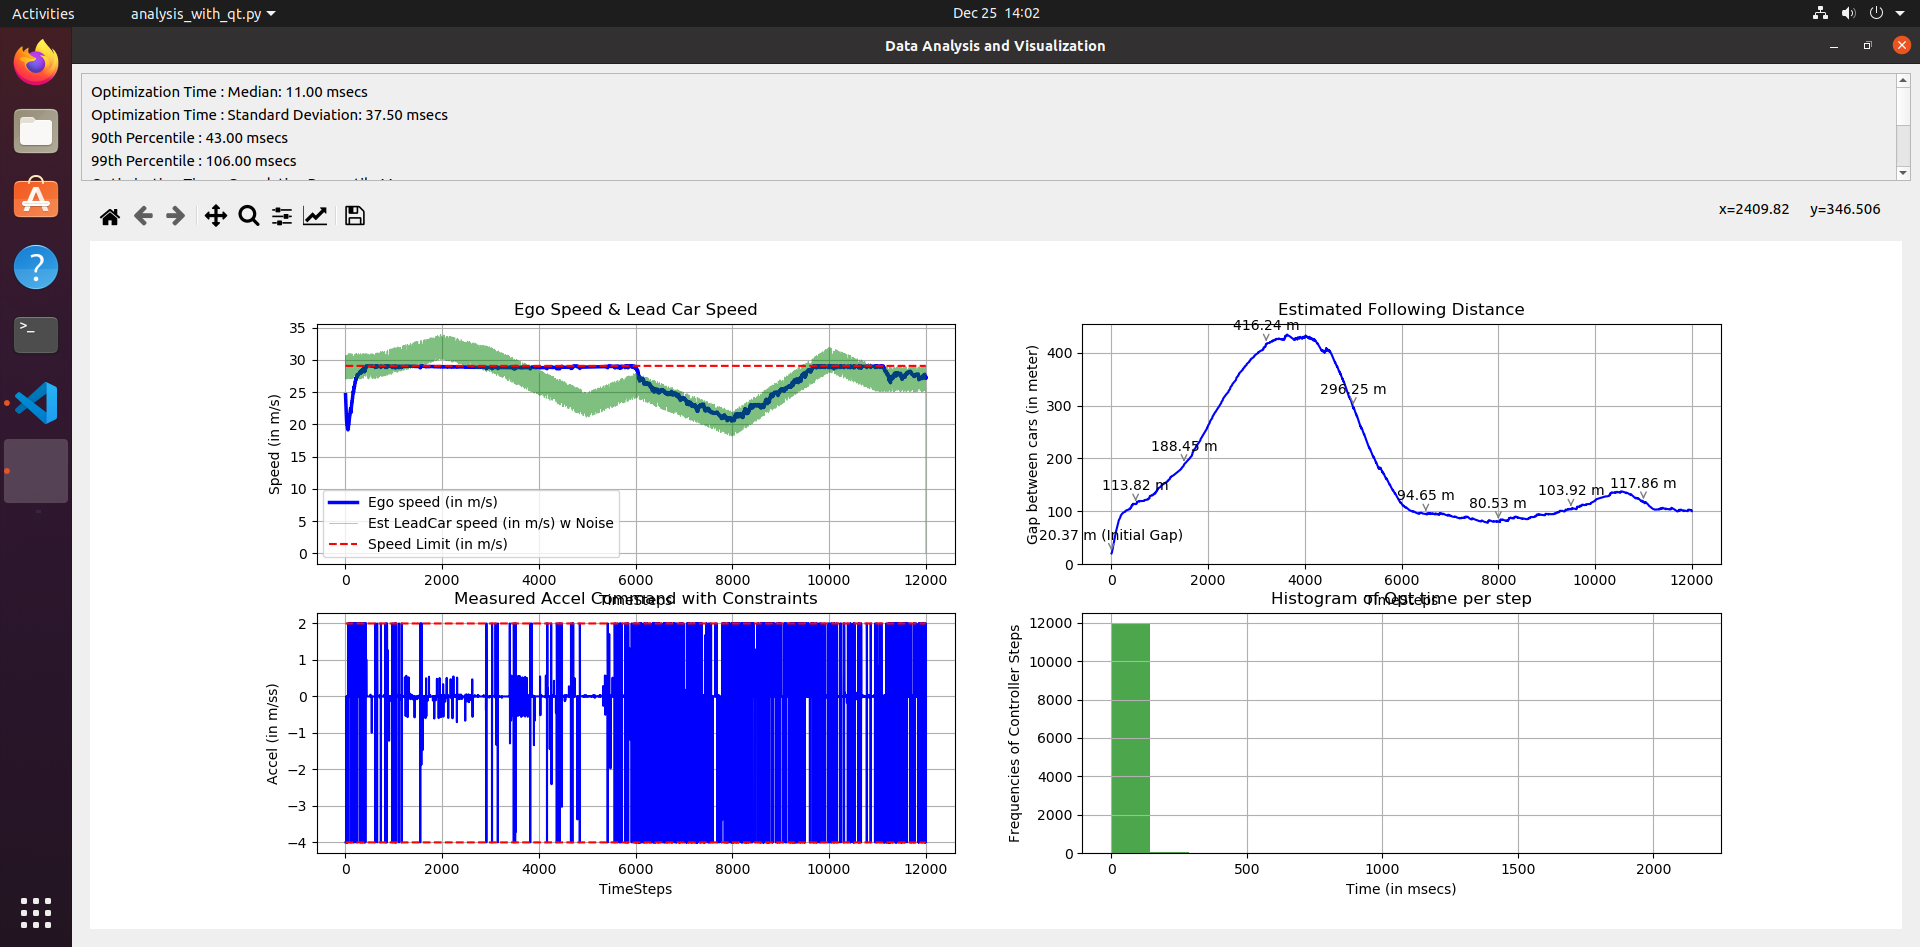 Activities
analysis_with_qt.py
Dec 25 14:02
Data Analysis and Visualization
Optimization Time : Median: 11.00 msecs
Optimization Time : Standard Deviation: 37.50 msecs
90th Percentile : 43.00 msecs
99th Percentile : 106.00 msecs
x=2409.82 y=346.506
Ego Speed & Lead Car Speed
35
30
25
20
15
10
5
0
Speed (in m/s)
Ego speed (in m/s)
Est LeadCar speed (in m/s) w Noise
Speed Limit (in m/s)
0 2000 4000 6000 8000 10000 12000
TimeSteps
Estimated Following Distance
400
300
200
100
0
Gap between cars (in meter)
416.24 m
296.25 m
188.45 m
113.82 m
94.65 m
80.53 m
103.92 m
117.86 m
20.37 m (Initial Gap)
0 2000 4000 6000 8000 10000 12000
TimeSteps
Measured Accel Command with Constraints
2
1
0
−1
−2
−3
−4
Accel (in m/ss)
0 2000 4000 6000 8000 10000 12000
TimeSteps
Histogram of Opt time per step
12000
10000
8000
6000
4000
2000
0
Frequencies of Controller Steps
0 500 1000 1500 2000
Time (in msecs)